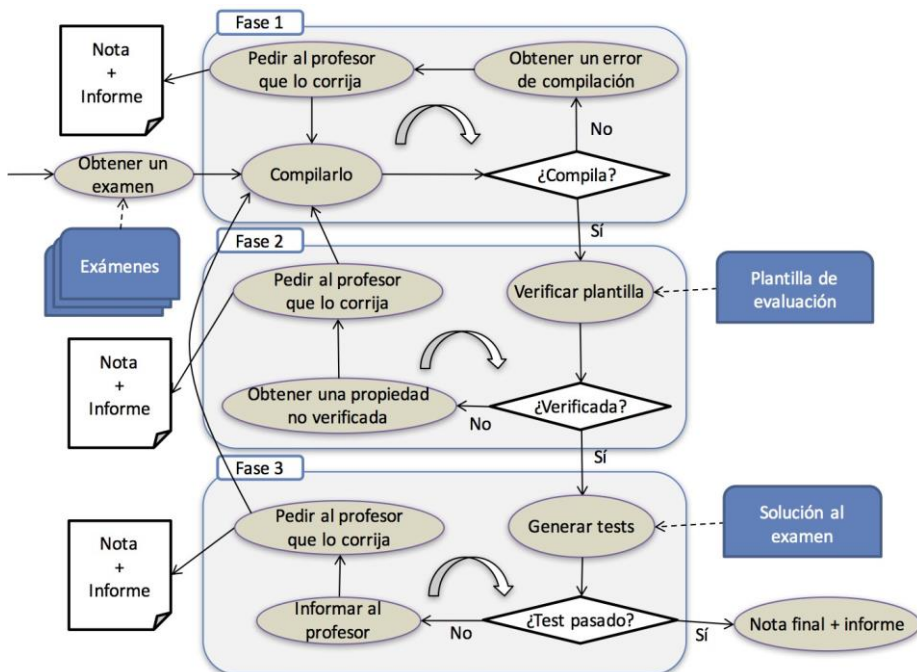 Fase 1
Nota
+
Informe
Pedir al profesor
que lo corrija
Obtener un error
de compilación
No
Obtener un
examen
Compilarlo
¿Compila?
Sí
Exámenes
Fase 2
Pedir al profesor
que lo corrija
Verificar plantilla
Plantilla de
evaluación
Nota
+
Informe
Obtener una propiedad
no verificada
No
¿Verificada?
Sí
Fase 3
Pedir al profesor
que lo corrija
Generar tests
Solución al
examen
Nota
+
Informe
Informar al
profesor
No
¿Test pasado?
Sí
Nota final + informe